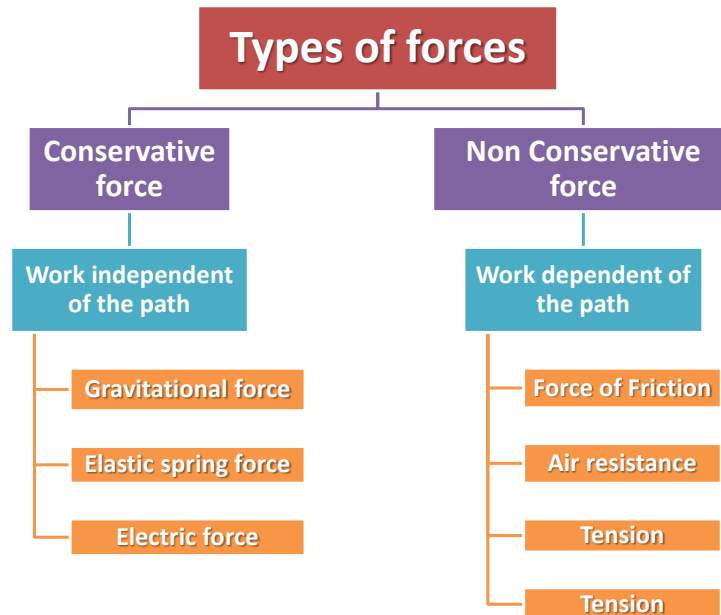 Types of forces
Conservative
force
Non Conservative
force
Work independent
of the path
Work dependent of
the path
Gravitational force
Elastic spring force
Electric force
Force of Friction
Air resistance
Tension
Tension